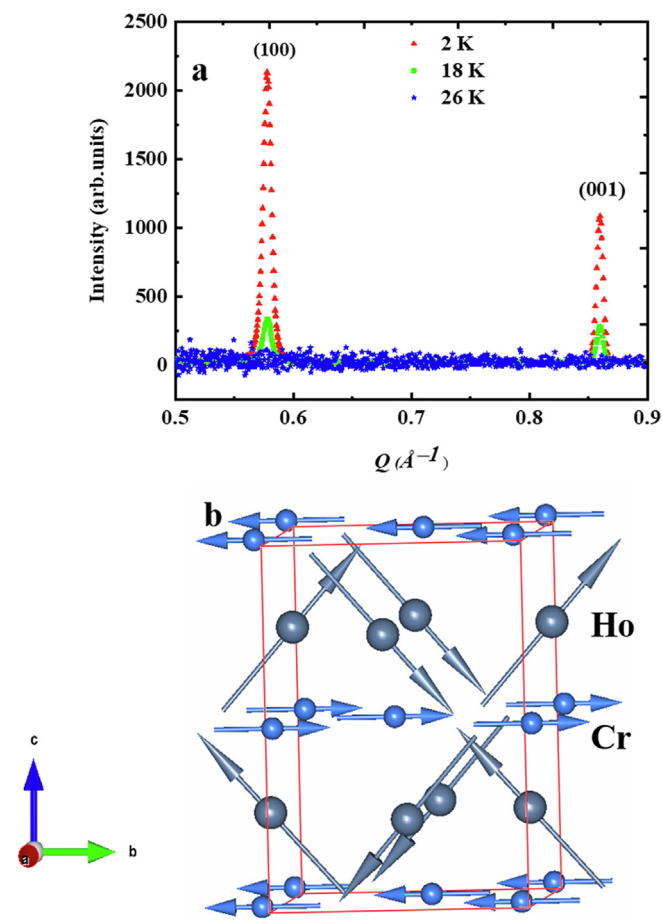 a
(100)
(001)
2 K
18 K
26 K
2500
2000
1500
1000
500
0
Intensity (arb.units)
0.5 0.6 0.7 0.8 0.9
Q (Å⁻¹)
b
Ho
Cr
c
a
b